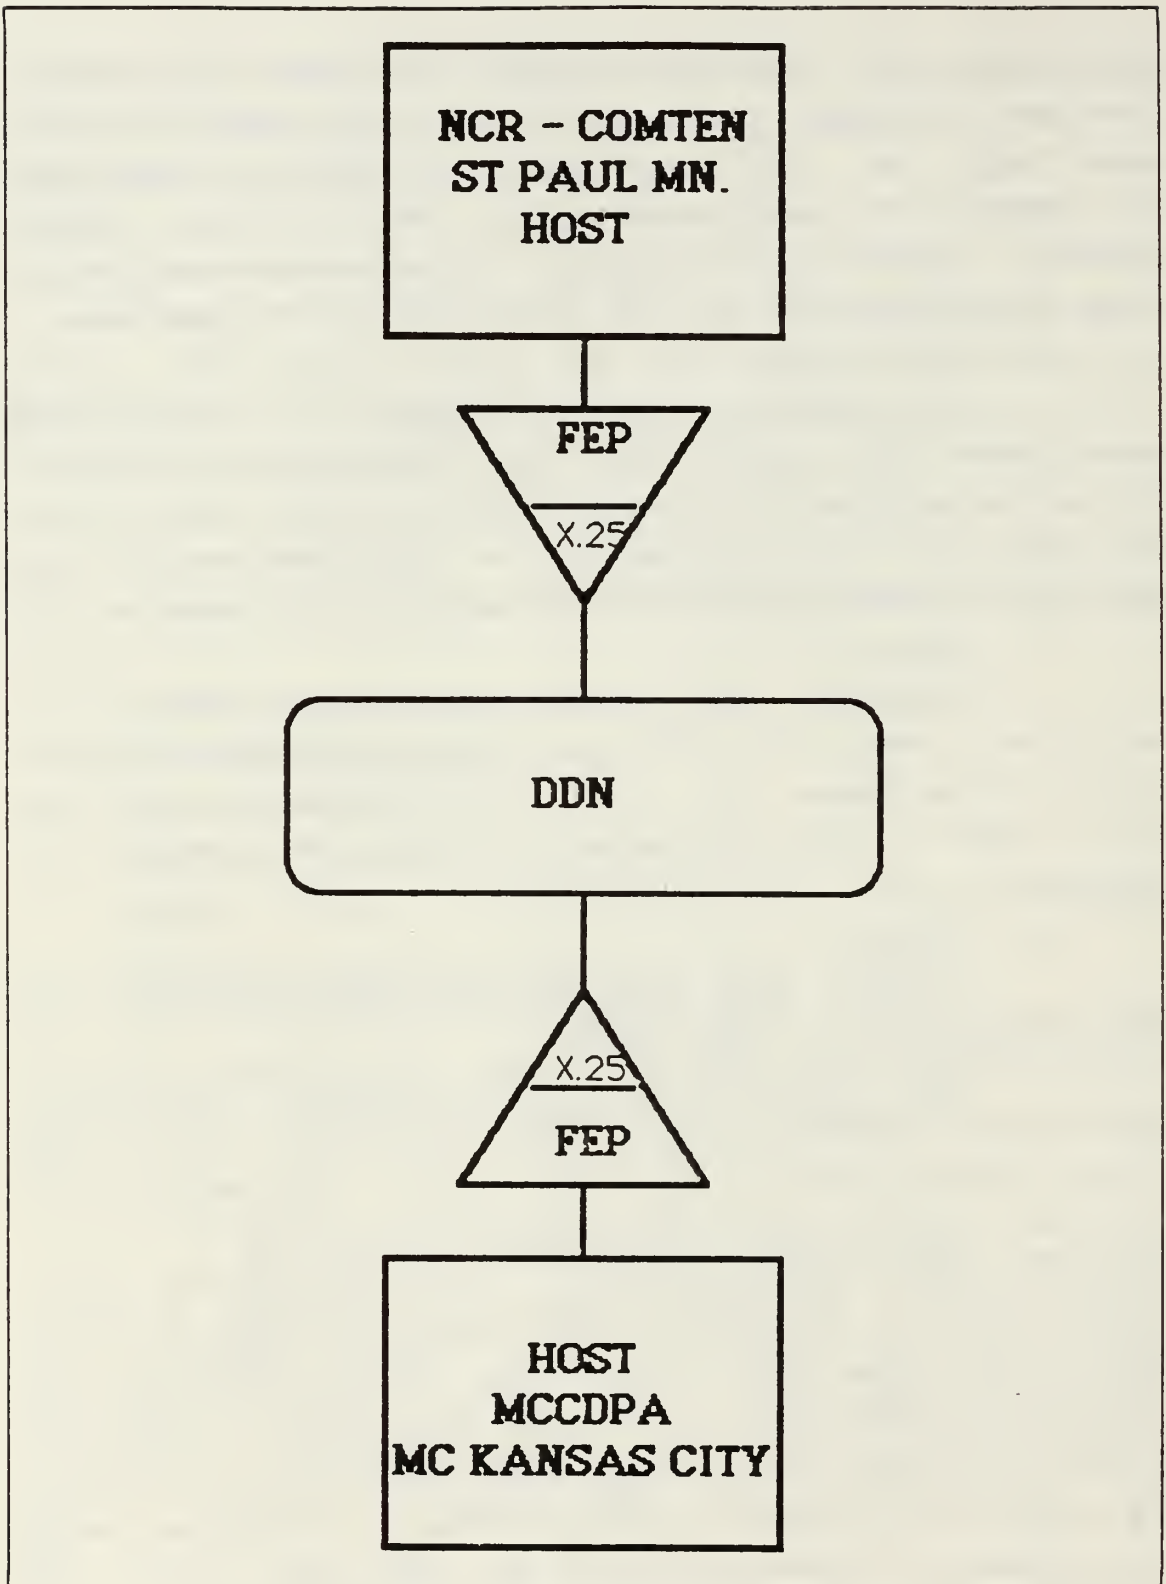 NCR - COMTEN
ST PAUL MN.
HOST
FEP
X.25
DDN
X.25
FEP
HOST
MCCDPA
MC KANSAS CITY